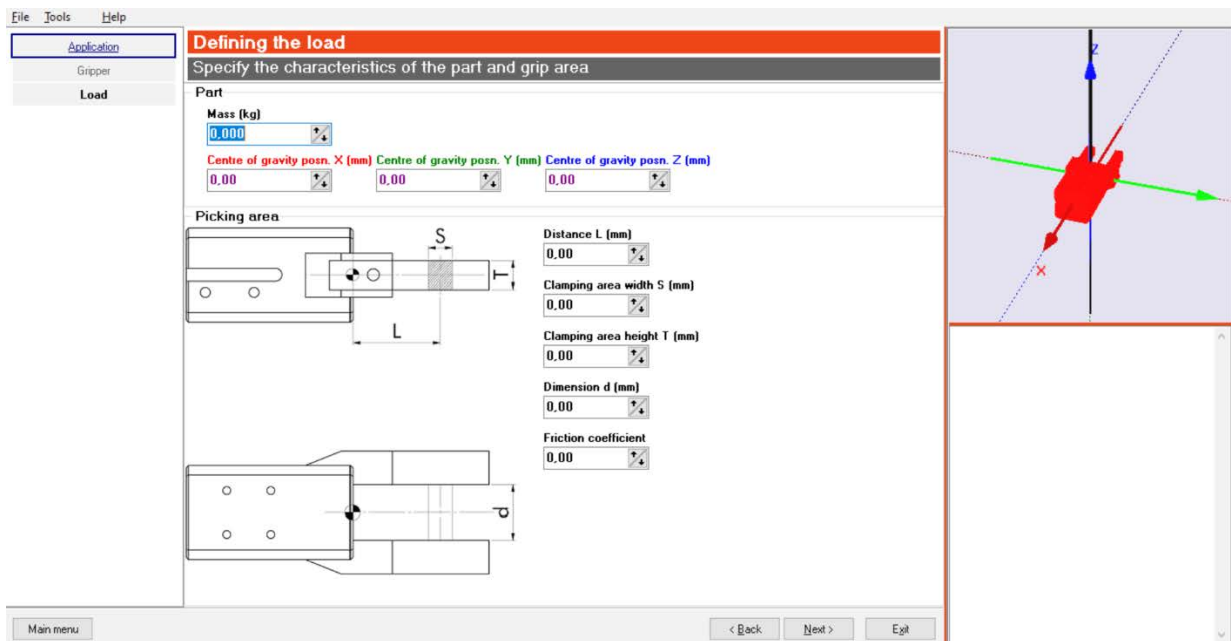 File Tools Help
Application
Gripper
Load
Defining the load
Specify the characteristics of the part and grip area
Part
Mass (kg)
0,000
Centre of gravity posn. X (mm) Centre of gravity posn. Y (mm) Centre of gravity posn. Z (mm)
0,00 0,00 0,00
Picking area
S
T
L
d
Distance L (mm)
0,00
Clamping area width S (mm)
0,00
Clamping area height T (mm)
0,00
Dimension d (mm)
0,00
Friction coefficient
0,00
Z
X
Main menu < Back Next > Exit